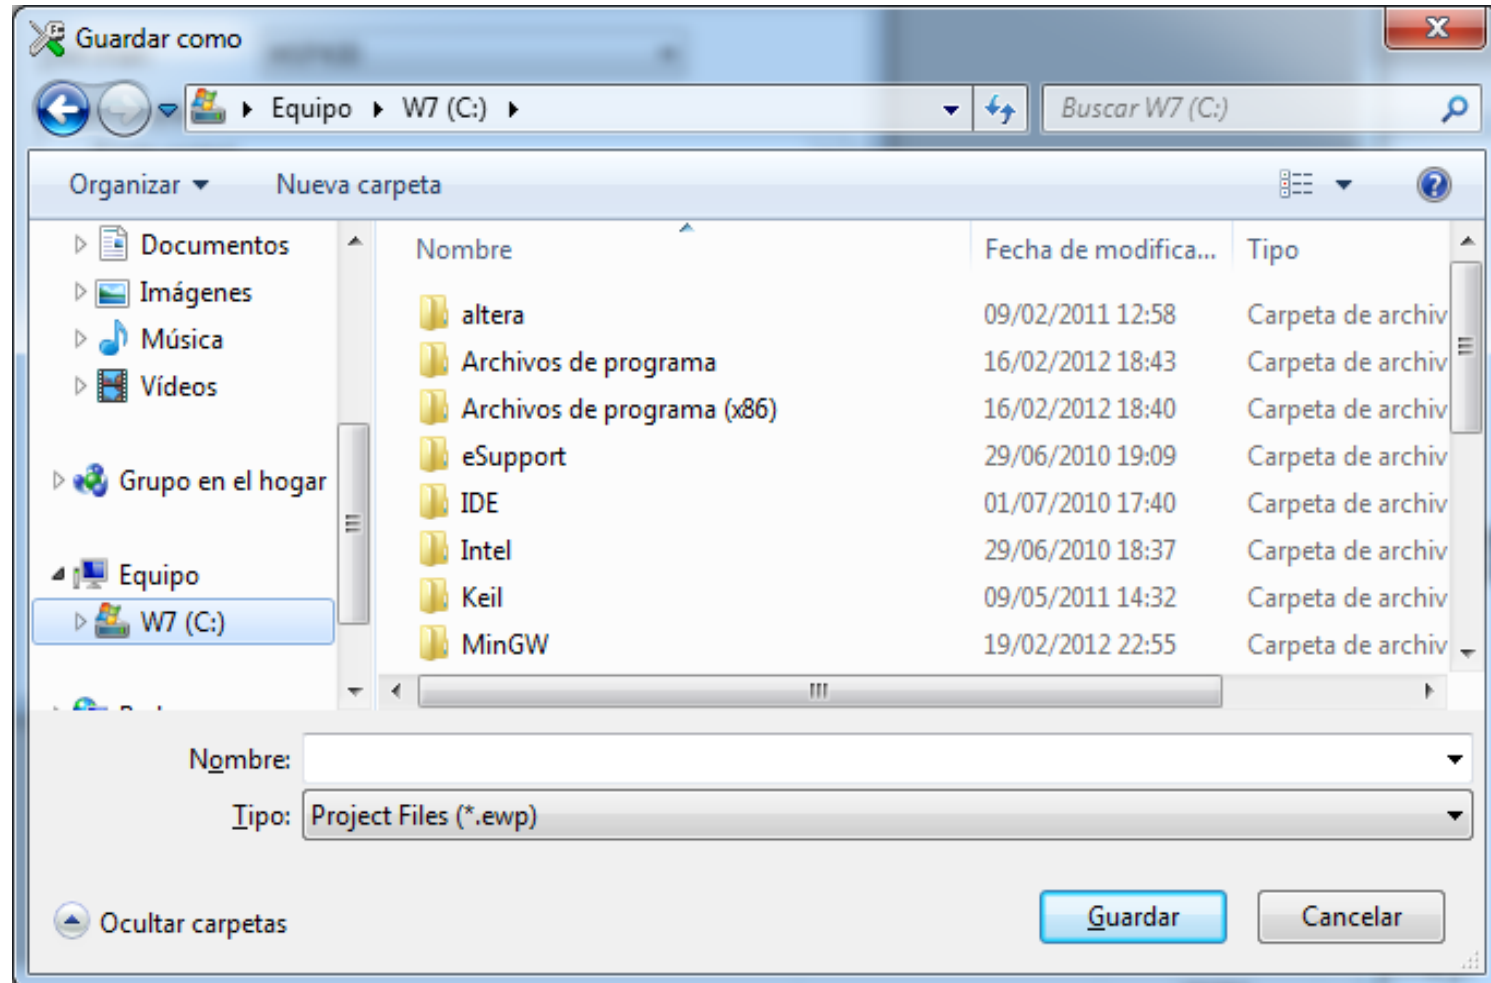 Guardar como
Equipo W7 (C:)
Buscar W7 (C:)
Organizar Nueva carpeta
Documentos
Imágenes
Música
Vídeos
Grupo en el hogar
Equipo
W7 (C:)
Nombre Fecha de modifica... Tipo
altera 09/02/2011 12:58 Carpeta de archiv
Archivos de programa 16/02/2012 18:43 Carpeta de archiv
Archivos de programa (x86) 16/02/2012 18:40 Carpeta de archiv
eSupport 29/06/2010 19:09 Carpeta de archiv
IDE 01/07/2010 17:40 Carpeta de archiv
Intel 29/06/2010 18:37 Carpeta de archiv
Keil 09/05/2011 14:32 Carpeta de archiv
MinGW 19/02/2012 22:55 Carpeta de archiv
Nombre:
Tipo: Project Files (*.ewp)
Ocultar carpetas Guardar Cancelar